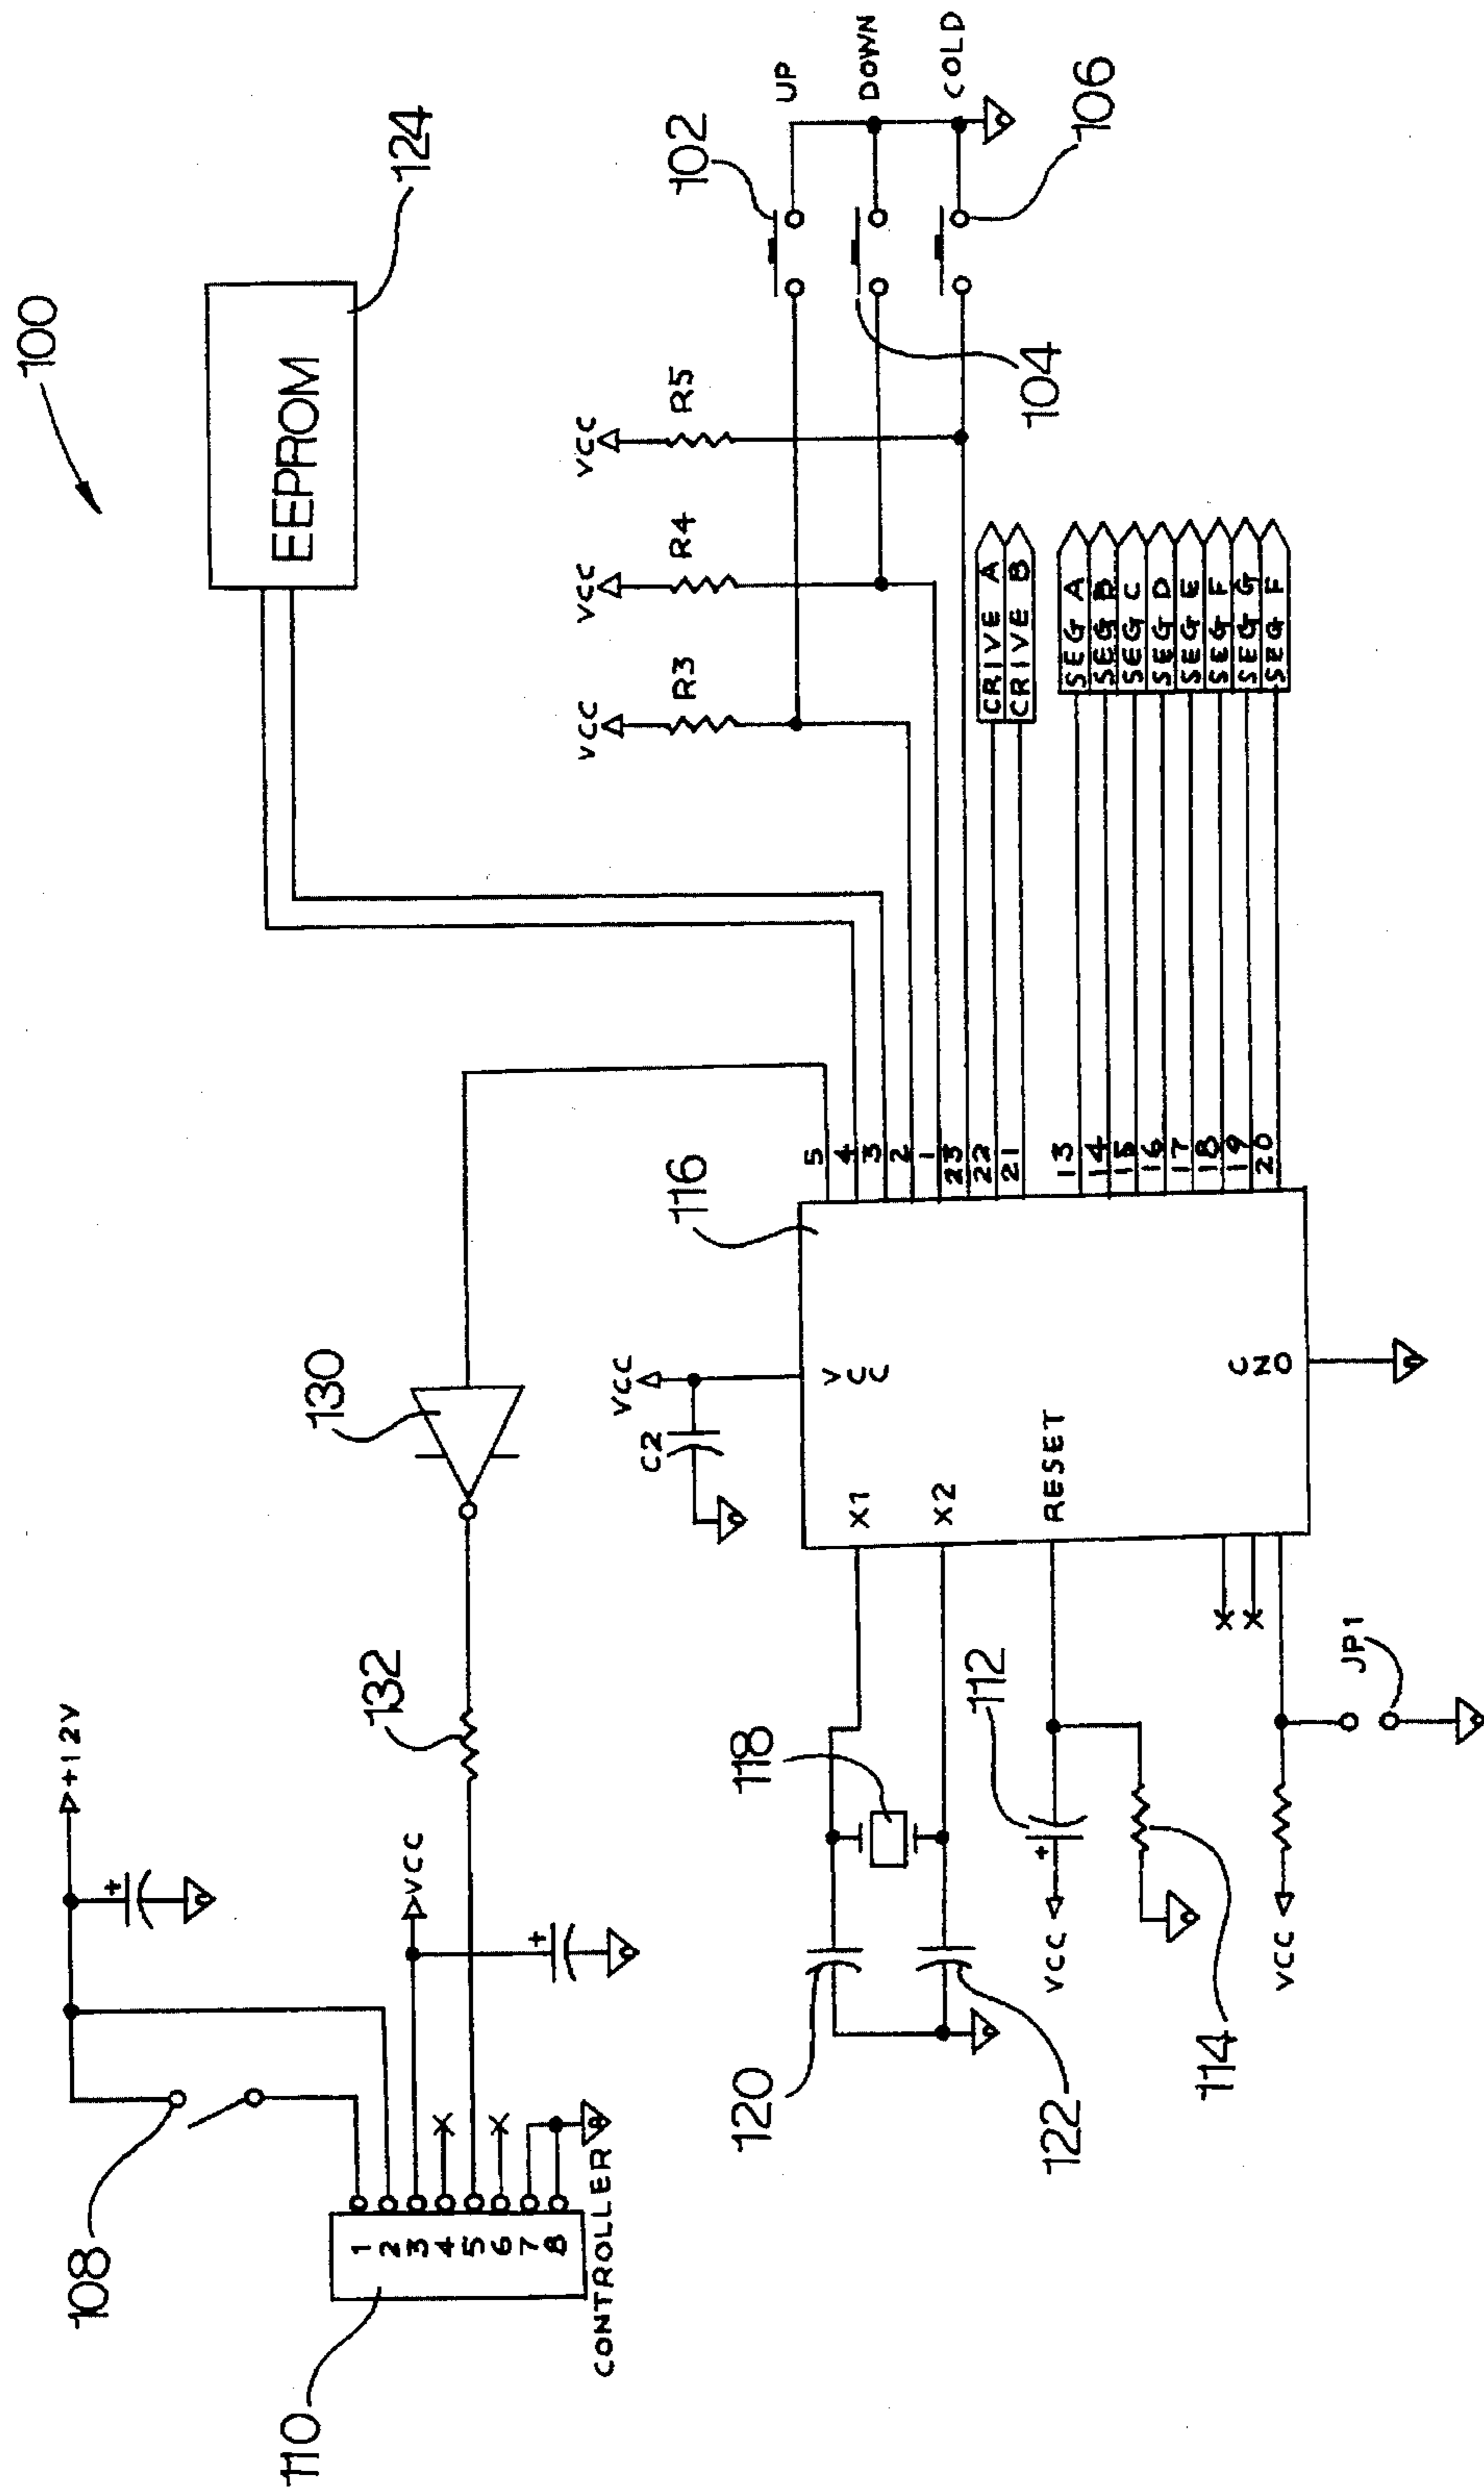 100
108
+12V
132
130
EEPROM
124
110
1
2
3
4
5
6
7
8
CONTROLLER
VCC
VCC
C2
116
VCC
R3
VCC
R4
VCC
R5
102
UP
DOWN
COLD
104
106
5
4
3
2
1
23
22
21
CRIVE A
CRIVE B
13
14
15
16
17
18
19
20
SEG A
SEG B
SEG C
SEG D
SEG E
SEG F
SEG G
SEG F
120
118
122
112
VCC
114
VCC
JP1
X1
X2
RESET
VCC
GND